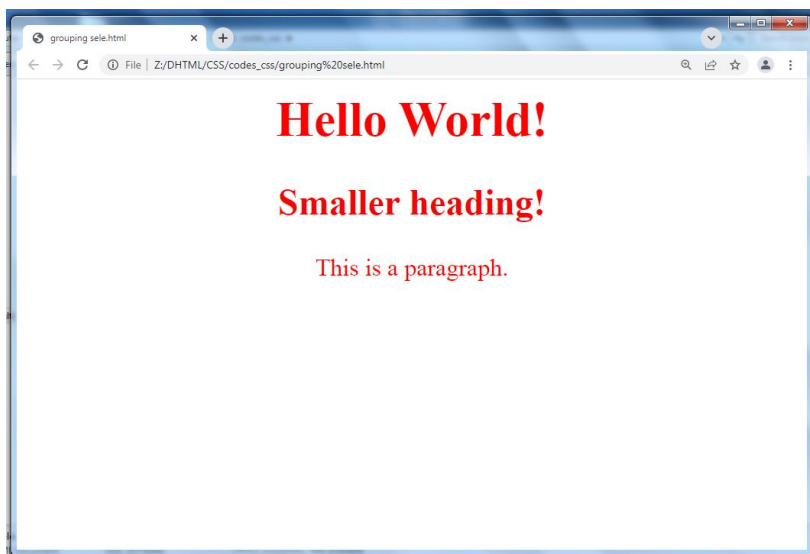 grouping sele.html
File | Z:/DHTML/CSS/codes_css/grouping%20sele.html
Hello World!
Smaller heading!
This is a paragraph.